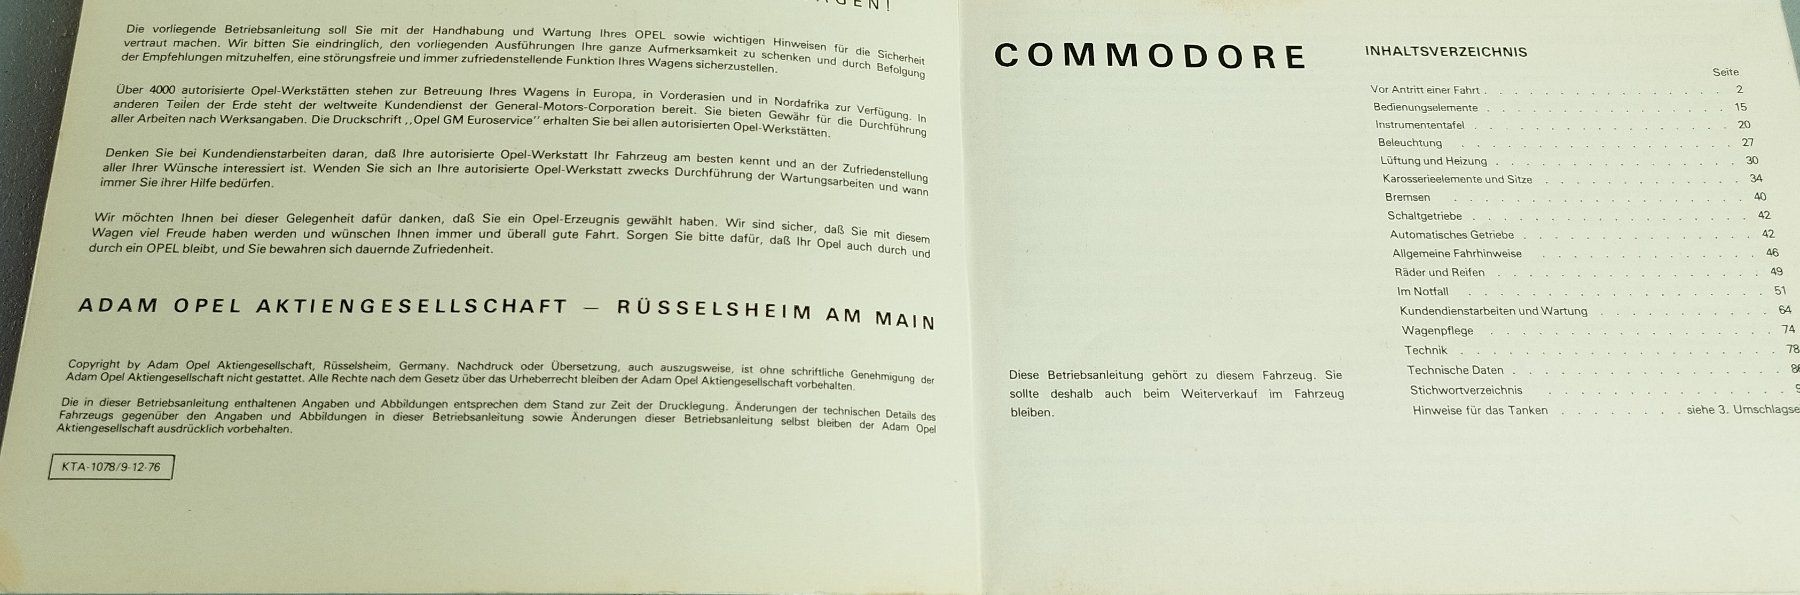 Die vorliegende Betriebsanleitung soll Sie mit der Handhabung und Wartung Ihres OPEL sowie wichtigen Hinweisen für die Sicherheit
vertraut machen. Wir bitten Sie eindringlich, den vorliegenden Ausführungen Ihre ganze Aufmerksamkeit zu schenken und durch Befolgung
der Empfehlungen mitzuhelfen, eine störungsfreie und immer zufriedenstellende Funktion Ihres Wagens sicherzustellen.
Über 4000 autorisierte Opel-Werkstätten stehen zur Betreuung Ihres Wagens in Europa, in Vorderasien und in Nordafrika zur Verfügung. In
anderen Teilen der Erde steht der weltweite Kundendienst der General-Motors-Corporation bereit. Sie bieten Gewähr für die Durchführung
aller Arbeiten nach Werksangaben. Die Druckschrift ,,Opel GM Euroservice'' erhalten Sie bei allen autorisierten Opel-Werkstätten.
Denken Sie bei Kundendienstarbeiten daran, daß Ihre autorisierte Opel-Werkstatt Ihr Fahrzeug am besten kennt und an der Zufriedenstellung
aller Ihrer Wünsche interessiert ist. Wenden Sie sich an Ihre autorisierte Opel-Werkstatt zwecks Durchführung der Wartungsarbeiten und wann
immer Sie ihrer Hilfe bedürfen.
Wir möchten Ihnen bei dieser Gelegenheit dafür danken, daß Sie ein Opel-Erzeugnis gewählt haben. Wir sind sicher, daß Sie mit diesem
Wagen viel Freude haben werden und wünschen Ihnen immer und überall gute Fahrt. Sorgen Sie bitte dafür, daß Ihr Opel auch durch und
durch ein OPEL bleibt, und Sie bewahren sich dauernde Zufriedenheit.
ADAM OPEL AKTIENGESELLSCHAFT – RÜSSELSHEIM AM MAIN
Copyright by Adam Opel Aktiengesellschaft, Rüsselsheim, Germany. Nachdruck oder Übersetzung, auch auszugsweise, ist ohne schriftliche Genehmigung der
Adam Opel Aktiengesellschaft nicht gestattet. Alle Rechte nach dem Gesetz über das Urheberrecht bleiben der Adam Opel Aktiengesellschaft vorbehalten.
Die in dieser Betriebsanleitung enthaltenen Angaben und Abbildungen entsprechen dem Stand zur Zeit der Drucklegung. Änderungen der technischen Details des
Fahrzeugs gegenüber den Angaben und Abbildungen in dieser Betriebsanleitung sowie Änderungen dieser Betriebsanleitung selbst bleiben der Adam Opel
Aktiengesellschaft ausdrücklich vorbehalten.
KTA-1078/9-12-76
COMMODORE
Diese Betriebsanleitung gehört zu diesem Fahrzeug. Sie
sollte deshalb auch beim Weiterverkauf im Fahrzeug
bleiben.
INHALTSVERZEICHNIS
Seite
Vor Antritt einer Fahrt 2
Bedienungselemente 15
Instrumententafel 20
Beleuchtung 27
Lüftung und Heizung 30
Karosserieelemente und Sitze 34
Bremsen 40
Schaltgetriebe 42
Automatisches Getriebe 42
Allgemeine Fahrhinweise 46
Räder und Reifen 49
Im Notfall 51
Kundendienstarbeiten und Wartung 64
Wagenpflege 74
Technik 78
Technische Daten
Stichwortverzeichnis
Hinweise für das Tanken siehe 3.